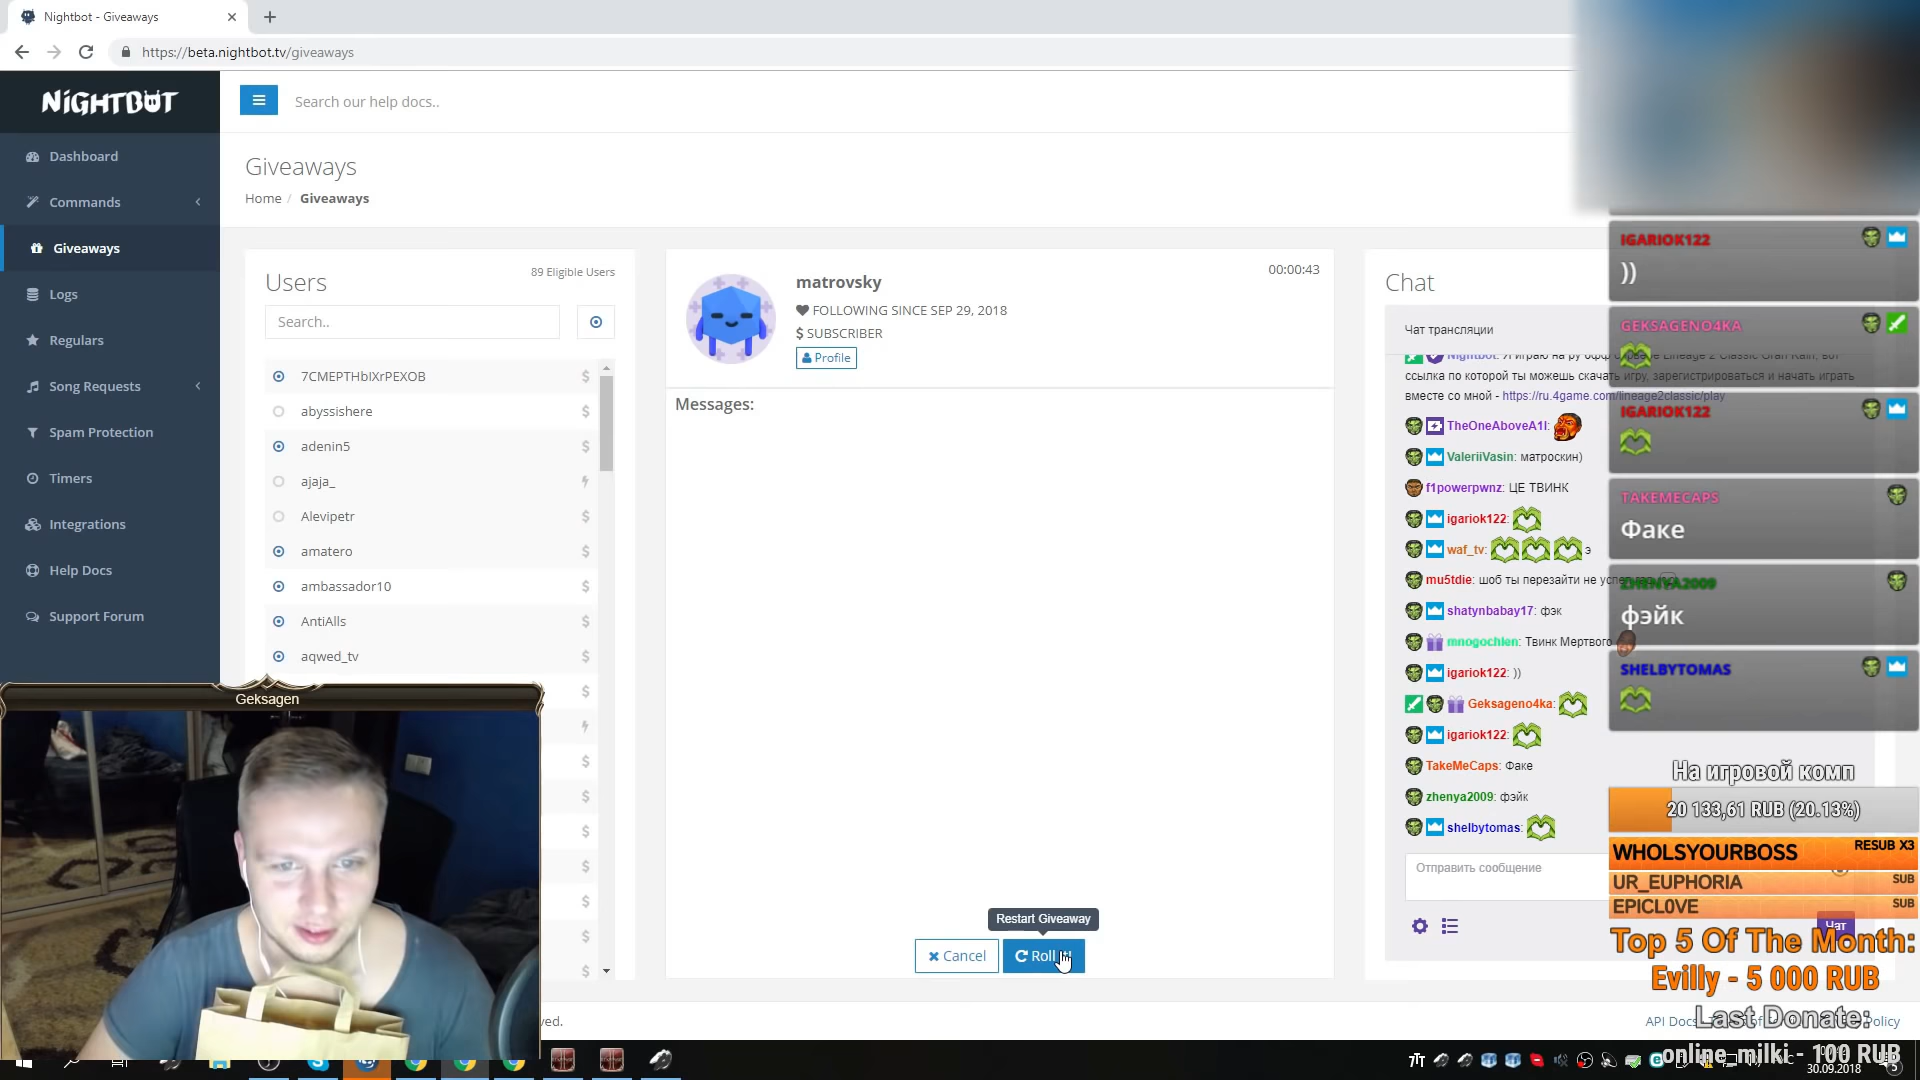 Nightbot - Giveaways
https://beta.nightbot.tv/giveaways
NIGHTBOT
Search our help docs..
Dashboard
Commands
Giveaways
Logs
Regulars
Song Requests
Spam Protection
Timers
Integrations
Help Docs
Support Forum
Giveaways
Home / Giveaways
Users
89 Eligible Users
Search..
7CMEPTHbIXrPEXOB
abyssishere
adenin5
ajaja_
Alevipetr
amatero
ambassador10
AntiAlls
aqwed_tv
Geksagen
matrovsky
00:00:43
FOLLOWING SINCE SEP 29, 2018
$ SUBSCRIBER
Profile
Messages:
Restart Giveaway
Cancel
Roll
Chat
Чат трансляции
ссылка по которой ты можешь скачать игру, зарегистрироваться и начать играть
вместе со мной - https://ru.4game.com/lineage2classic/play
TheOneAboveA1l:
ValeriiVasin: матроскин)
f1powerpwnz: ЦЕ ТВИНК
igariok122:
waf_tv: э
mu5tdie: шоб ты перезайти не успел
shatynbabay17: фэк
mnogochlen: Твинк Мертвого
igariok122: ))
Geksageno4ka:
igariok122:
TakeMeCaps: Факе
zhenya2009: фэйк
shelbytomas:
Отправить сообщение
Чат
IGARIOK122
))
GEKSAGENO4KA
IGARIOK122
TAKEMECAPS
Факе
ZHENYA2009
фэйк
SHELBYTOMAS
На игровой комп
20 133,61 RUB (20.13%)
WHOLSYOURBOSS RESUB X3
UR_EUPHORIA SUB
EPICL0VE SUB
Top 5 Of The Month:
Evilly - 5 000 RUB
Last Donate:
online_milki - 100 RUB
ved.
API Docs
Policy
30.09.2018